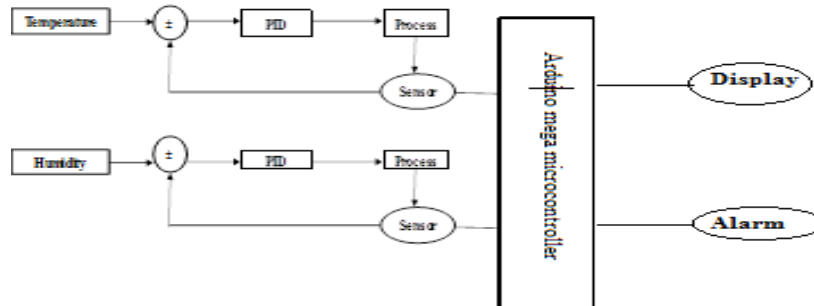 Temperature
±
PID
Process
Sensor
Humidity
±
PID
Process
Sensor
Arduino mega microcontroller
Display
Alarm